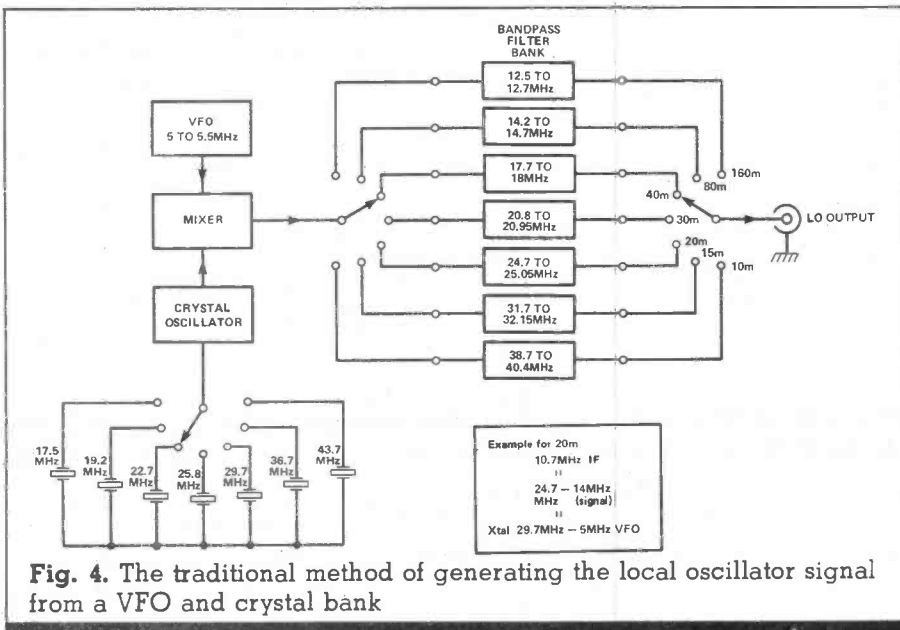 BANDPASS
FILTER
BANK
12.5 TO
12.7MHz
VFO
5 TO 5.5MHz
14.2 TO
14.7MHz
160m
80m
17.7 TO
18MHz
40m
MIXER
20.8 TO
20.95MHz
30m
LO OUTPUT
20m
24.7 TO
25.05MHz
15m
10m
CRYSTAL
OSCILLATOR
31.7 TO
32.15MHz
38.7 TO
40.4MHz
17.5
MHz
19.2
MHz
22.7
MHz
25.8
MHz
29.7
MHz
36.7
MHz
43.7
MHz
Example for 20m
10.7MHz IF
=
24.7 – 14MHz
MHz (signal)
=
Xtal 29.7MHz – 5MHz VFO
Fig. 4. The traditional method of generating the local oscillator signal
from a VFO and crystal bank